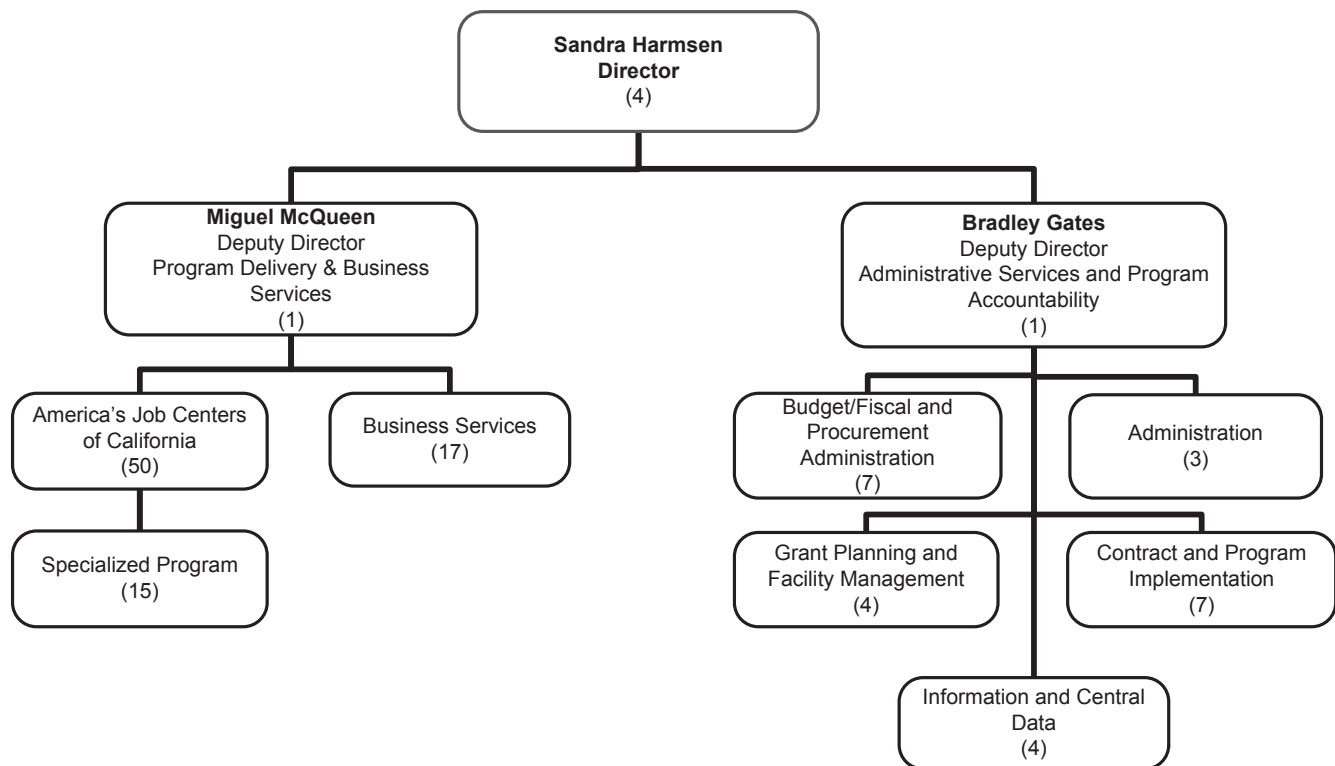 Sandra Harmsen
Director
(4)
Miguel McQueen
Deputy Director
Program Delivery & Business
Services
(1)
Bradley Gates
Deputy Director
Administrative Services and Program
Accountability
(1)
America's Job Centers
of California
(50)
Business Services
(17)
Specialized Program
(15)
Budget/Fiscal and
Procurement
Administration
(7)
Administration
(3)
Grant Planning and
Facility Management
(4)
Contract and Program
Implementation
(7)
Information and Central
Data
(4)